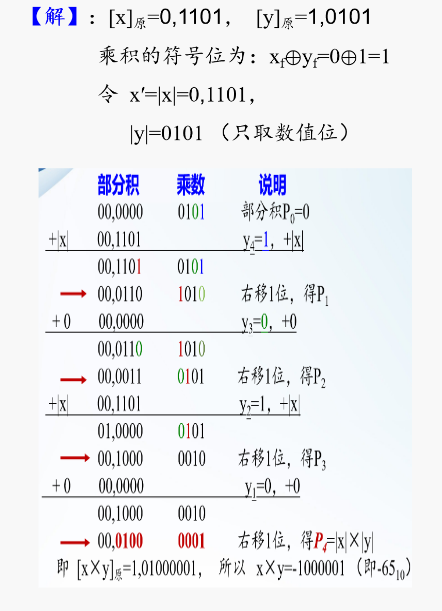 【解】：[x]原=0,1101， [y]原=1,0101
乘积的符号位为：xf⊕yf=0⊕1=1
令 x′=|x|=0,1101，
|y|=0101（只取数值位）
部分积 乘数 说明
00,0000 0101 部分积P0=0
+|x| 00,1101 y4=1，+|x|
00,1101 0101
00,0110 1010 右移1位，得P1
+0 00,0000 y3=0，+0
00,0110 1010
00,0011 0101 右移1位，得P2
+|x| 00,1101 y2=1，+|x|
01,0000 0101
00,1000 0010 右移1位，得P3
+0 00,0000 y1=0，+0
00,1000 0010
00,0100 0001 右移1位，得P4=|x|×|y|
即 [x×y]原=1,01000001， 所以 x×y=-1000001（即-6510）